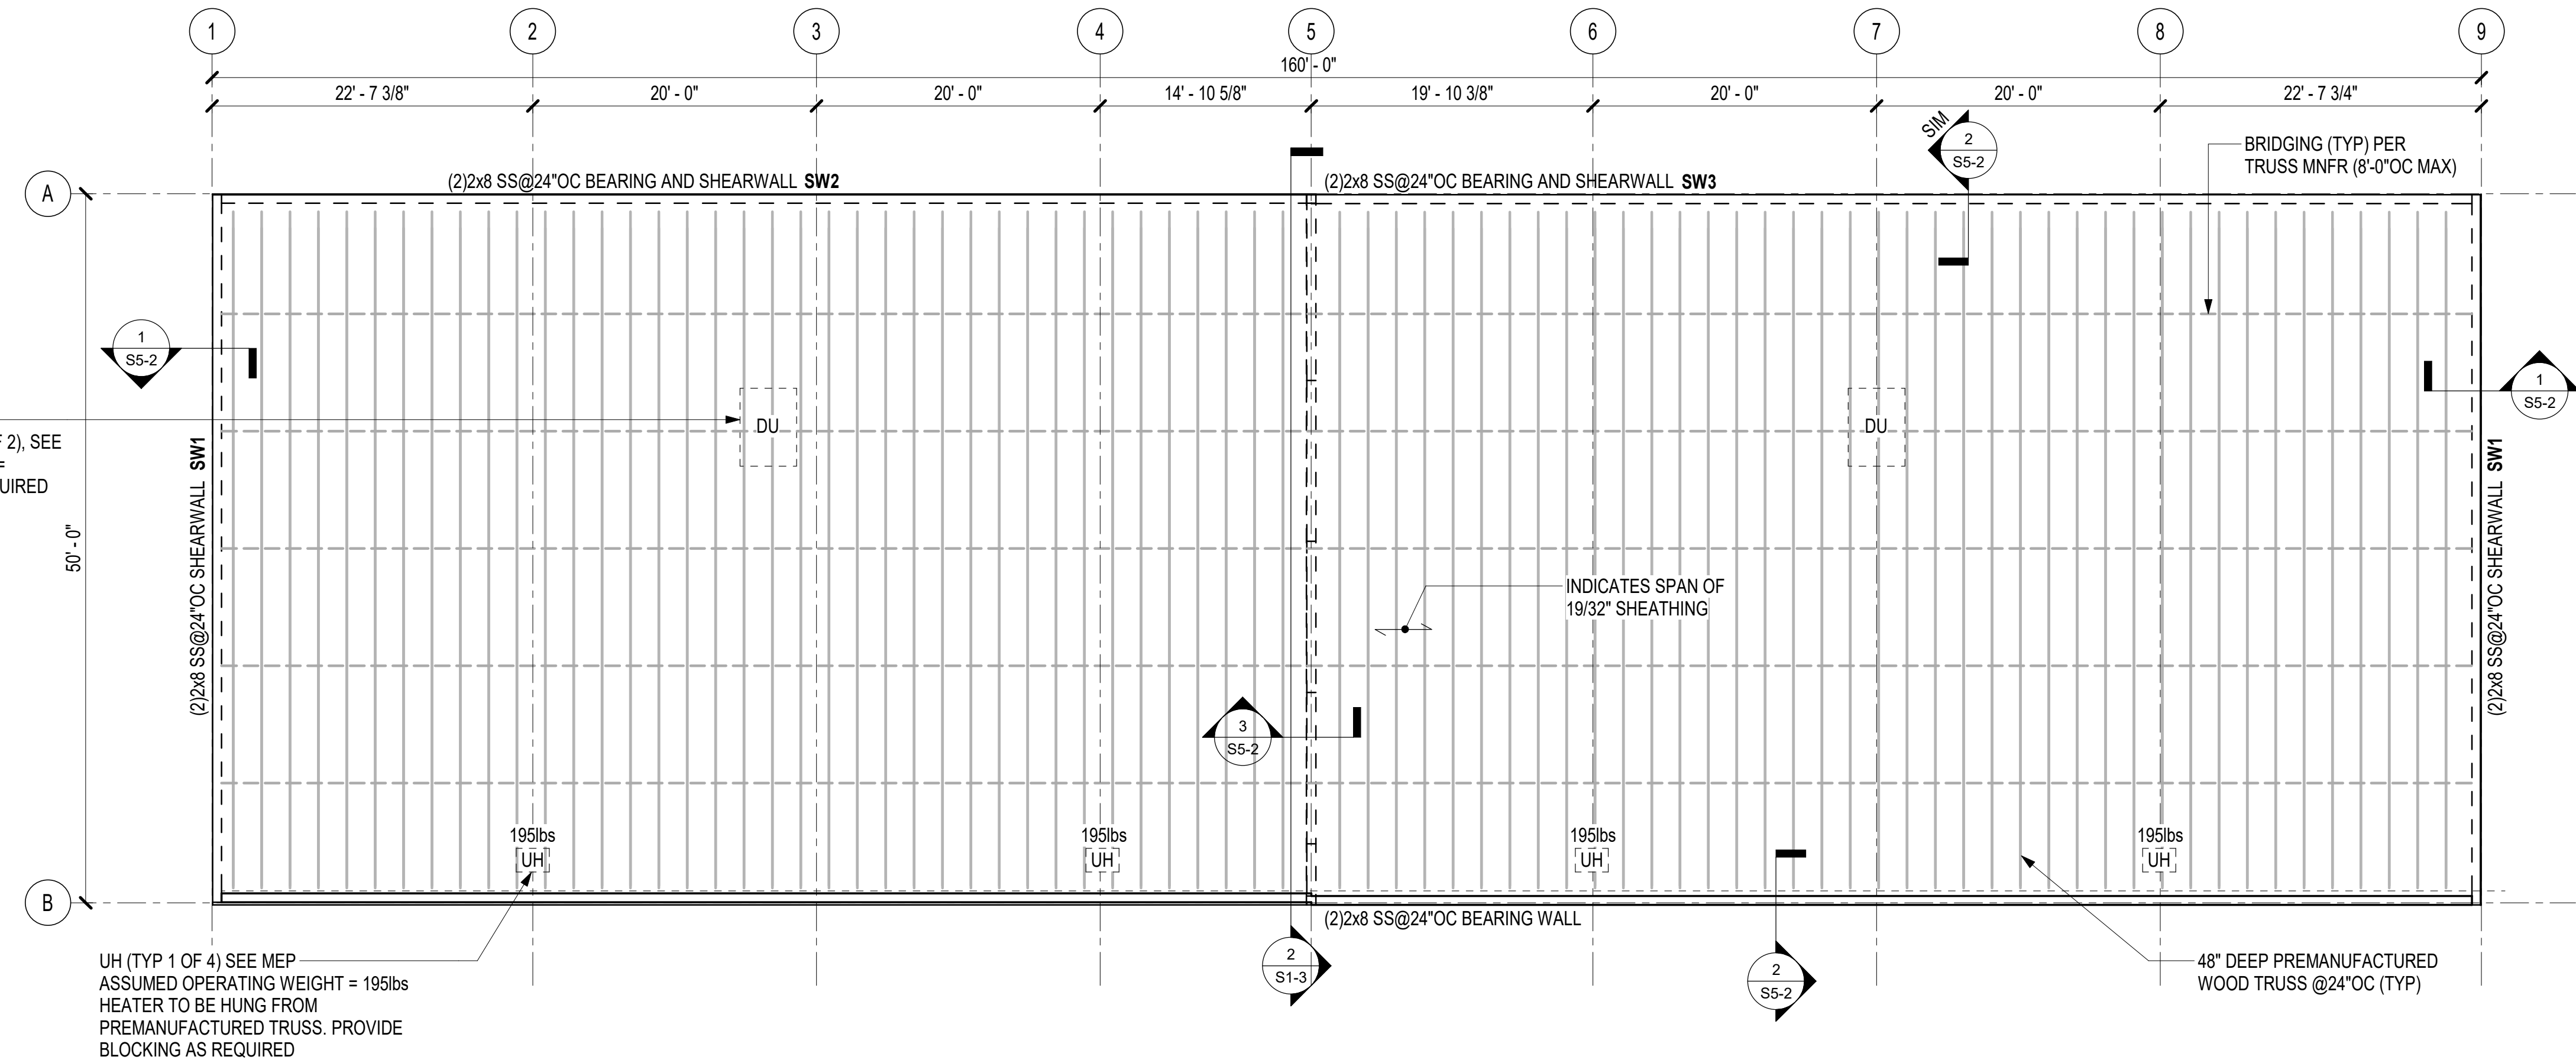 1
2
3
4
5
6
7
8
9
160' - 0"
22' - 7 3/8"
20' - 0"
20' - 0"
14' - 10 5/8"
19' - 10 3/8"
20' - 0"
20' - 0"
22' - 7 3/4"
SIM
2
S5-2
BRIDGING (TYP) PER
TRUSS MNFR (8'-0"OC MAX)
A
(2)2x8 SS@24"OC BEARING AND SHEARWALL SW2
(2)2x8 SS@24"OC BEARING AND SHEARWALL SW3
1
S5-2
1
S5-2
DU
DU
2), SEE
=
50' - 0"
(2)2x8 SS@24"OC SHEARWALL SW1
(2)2x8 SS@24"OC SHEARWALL SW1
INDICATES SPAN OF
19/32" SHEATHING
3
S5-2
195lbs
UH
195lbs
UH
195lbs
UH
195lbs
UH
B
(2)2x8 SS@24"OC BEARING WALL
UH (TYP 1 OF 4) SEE MEP
ASSUMED OPERATING WEIGHT = 195lbs
HEATER TO BE HUNG FROM
PREMANUFACTURED TRUSS. PROVIDE
BLOCKING AS REQUIRED
2
S1-3
2
S5-2
48" DEEP PREMANUFACTURED
WOOD TRUSS @24"OC (TYP)